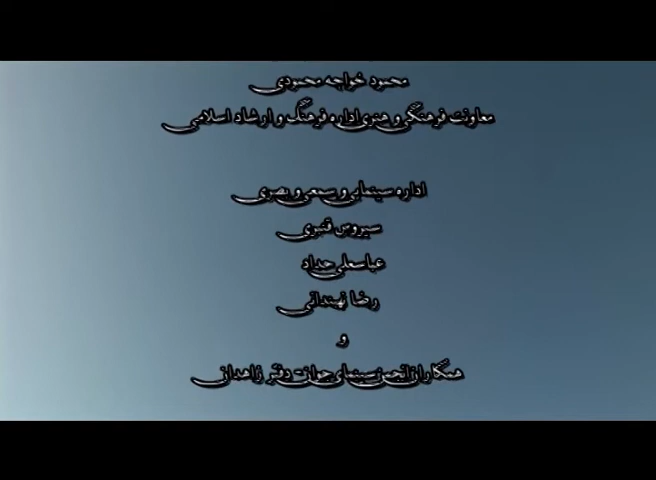 محمود خواجه محمودی
معاونت فرهنگی و هنری اداره فرهنگ و ارشاد اسلامی
اداره سینمایی و سمعی و بصری
سیروس قنبری
عباسعلی حداد
رضا نهبندانی
و
همکاران انجمن سینمای جوانان دفتر زاهدان